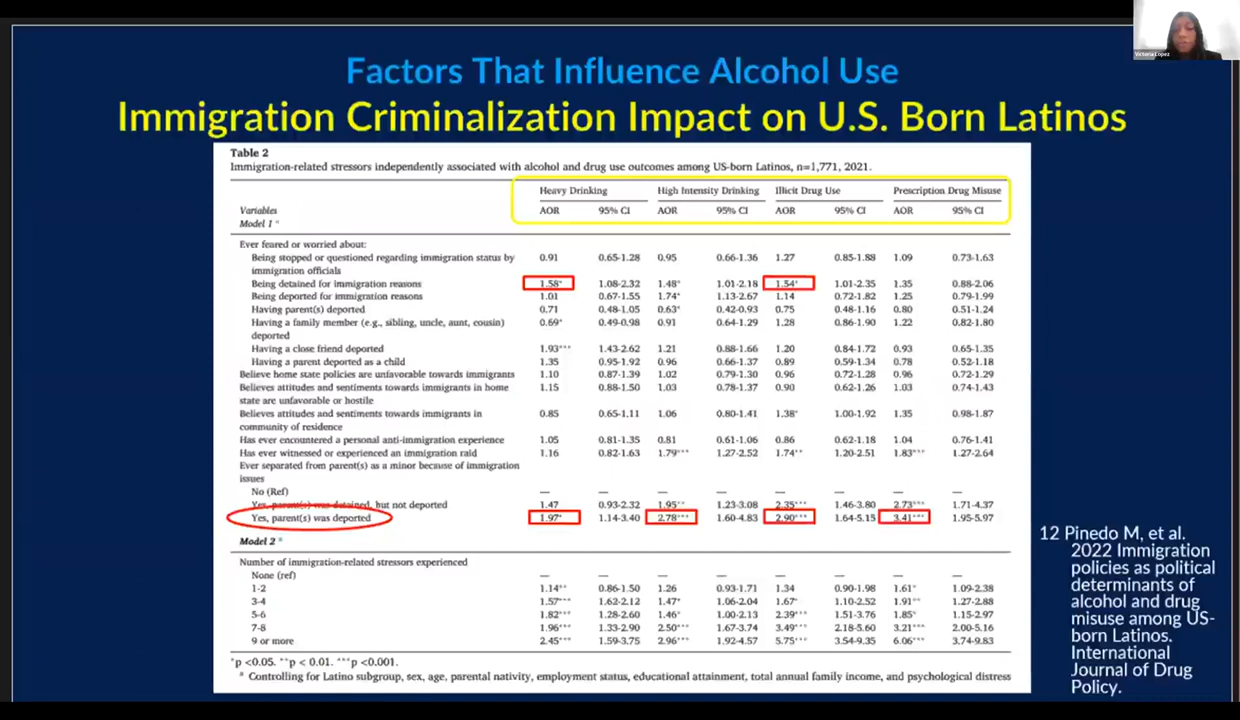 Victoria Lopez
Factors That Influence Alcohol Use
Immigration Criminalization Impact on U.S. Born Latinos
Table 2
Immigration-related stressors independently associated with alcohol and drug use outcomes among US-born Latinos, n=1,771, 2021.
Heavy Drinking High Intensity Drinking Illicit Drug Use Prescription Drug Misuse
Variables AOR 95% CI AOR 95% CI AOR 95% CI AOR 95% CI
Model 1 a
Ever feared or worried about:
Being stopped or questioned regarding immigration status by 0.91 0.65-1.28 0.95 0.66-1.36 1.27 0.85-1.88 1.09 0.73-1.63
immigration officials
Being detained for immigration reasons 1.58* 1.08-2.32 1.48* 1.01-2.18 1.54* 1.01-2.35 1.35 0.88-2.06
Being deported for immigration reasons 1.01 0.67-1.55 1.74* 1.13-2.67 1.14 0.72-1.82 1.25 0.79-1.99
Having parent(s) deported 0.71 0.48-1.05 0.63* 0.42-0.93 0.75 0.48-1.16 0.80 0.51-1.24
Having a family member (e.g., sibling, uncle, aunt, cousin) 0.69* 0.49-0.98 0.91 0.64-1.29 1.28 0.86-1.90 1.22 0.82-1.80
deported
Having a close friend deported 1.93*** 1.43-2.62 1.21 0.88-1.66 1.20 0.84-1.72 0.93 0.65-1.35
Having a parent deported as a child 1.35 0.95-1.92 0.96 0.66-1.37 0.89 0.59-1.34 0.78 0.52-1.18
Believe home state policies are unfavorable towards immigrants 1.10 0.87-1.39 1.02 0.79-1.30 0.96 0.72-1.28 0.96 0.72-1.29
Believes attitudes and sentiments towards immigrants in home 1.15 0.88-1.50 1.03 0.78-1.37 0.90 0.62-1.26 1.03 0.74-1.43
state are unfavorable or hostile
Believes attitudes and sentiments towards immigrants in 0.85 0.65-1.11 1.06 0.80-1.41 1.38* 1.00-1.92 1.35 0.98-1.87
community of residence
Has ever encountered a personal anti-immigration experience 1.05 0.81-1.35 0.81 0.61-1.06 0.86 0.62-1.18 1.04 0.76-1.41
Has ever witnessed or experienced an immigration raid 1.16 0.82-1.63 1.79*** 1.27-2.52 1.74** 1.20-2.51 1.83*** 1.27-2.64
Ever separated from parent(s) as a minor because of immigration
issues
No (Ref) — — — — — — — —
Yes, parent(s) was detained, but not deported 1.47 0.93-2.32 1.95** 1.23-3.08 2.35*** 1.46-3.80 2.73*** 1.71-4.37
Yes, parent(s) was deported 1.97* 1.14-3.40 2.78*** 1.60-4.83 2.90*** 1.64-5.15 3.41*** 1.95-5.97
Model 2 a
Number of immigration-related stressors experienced
None (ref) — — — — — — — —
1-2 1.14** 0.86-1.50 1.26 0.93-1.71 1.34 0.90-1.98 1.61* 1.09-2.38
3-4 1.57*** 1.62-2.12 1.47* 1.06-2.04 1.67* 1.10-2.52 1.91** 1.27-2.88
5-6 1.82*** 1.28-2.60 1.46* 1.00-2.13 2.39*** 1.51-3.76 1.85* 1.15-2.97
7-8 1.96*** 1.33-2.90 2.50*** 1.67-3.74 3.49*** 2.18-5.60 3.21*** 2.00-5.16
9 or more 2.45*** 1.59-3.75 2.96*** 1.92-4.57 5.75*** 3.54-9.35 6.06*** 3.74-9.83
*p <0.05. **p < 0.01. ***p <0.001.
a Controlling for Latino subgroup, sex, age, parental nativity, employment status, educational attainment, total annual family income, and psychological distress
12 Pinedo M, et al.
2022 Immigration
policies as political
determinants of
alcohol and drug
misuse among US-
born Latinos.
International
Journal of Drug
Policy.